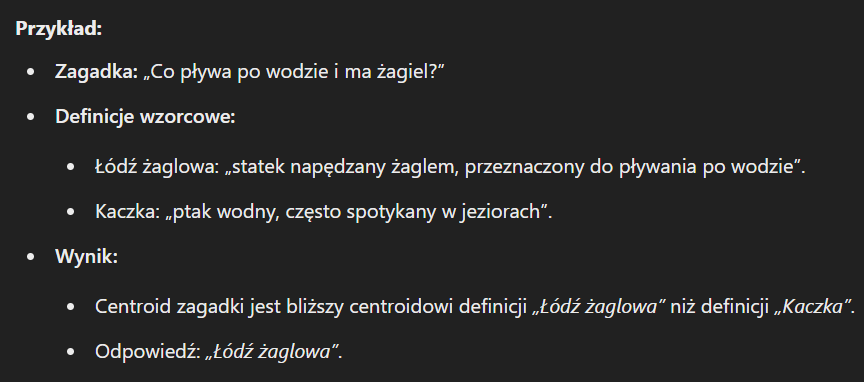 Przykład:
• Zagadka: „Co pływa po wodzie i ma żagiel?”
• Definicje wzorcowe:
• Łódź żaglowa: „statek napędzany żaglem, przeznaczony do pływania po wodzie”.
• Kaczka: „ptak wodny, często spotykany w jeziorach”.
• Wynik:
• Centroid zagadki jest bliższy centroidowi definicji „Łódź żaglowa” niż definicji „Kaczka”.
• Odpowiedź: „Łódź żaglowa”.